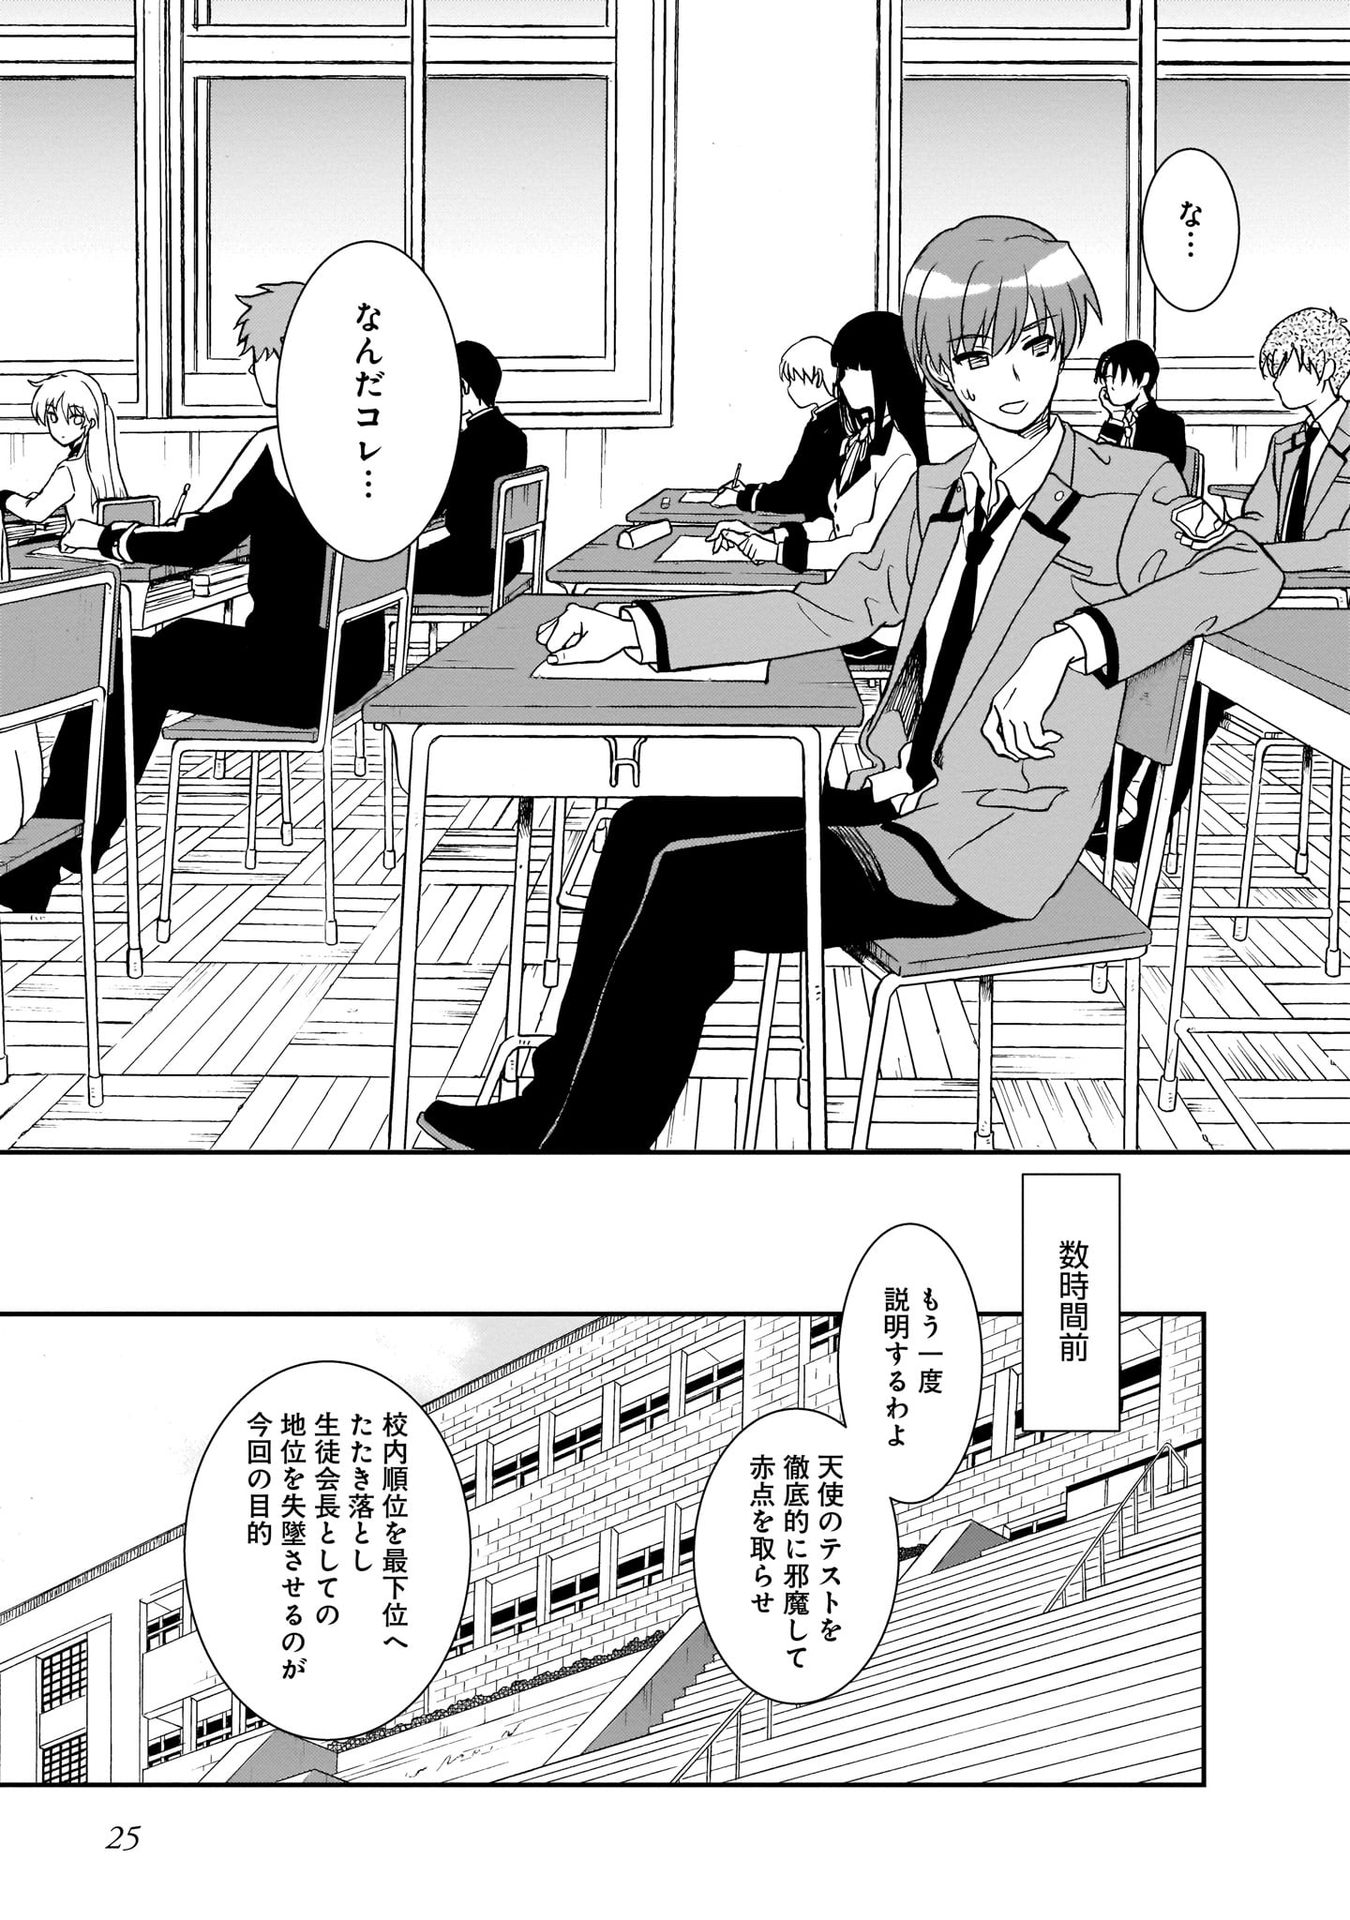 な…
なんだコレ…
数時間前
もう一度
説明するわよ
天使のテストを
徹底的に邪魔して
赤点を取らせ
校内順位を最下位へ
たたき落とし
生徒会長としての
地位を失墜させるのが
今回の目的
25